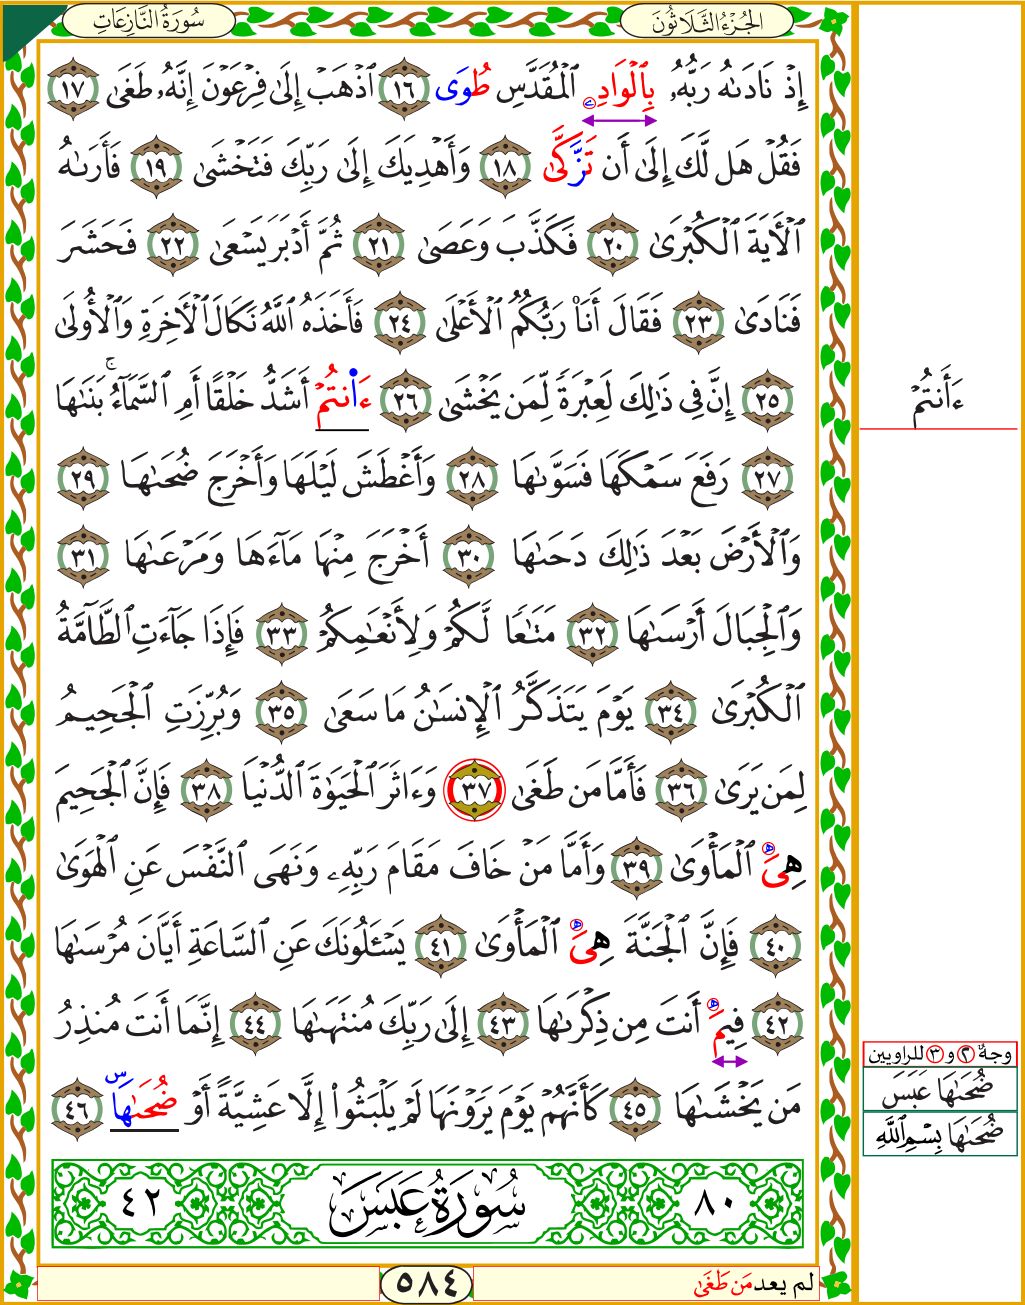 الجُزْءُ الثَّلَاثُونَ
سُورَةُ النَّازِعَاتِ
إِذْ نَادَىٰهُ رَبُّهُۥ بِٱلْوَادِۦ ٱلْمُقَدَّسِ طُوَى ١٦ ٱذْهَبْ إِلَىٰ فِرْعَوْنَ إِنَّهُۥ طَغَىٰ ١٧
فَقُلْ هَل لَّكَ إِلَىٰٓ أَن تَزَّكَّىٰ ١٨ وَأَهْدِيَكَ إِلَىٰ رَبِّكَ فَتَخْشَىٰ ١٩ فَأَرَىٰهُ
ٱلْأٓيَةَ ٱلْكُبْرَىٰ ٢٠ فَكَذَّبَ وَعَصَىٰ ٢١ ثُمَّ أَدْبَرَ يَسْعَىٰ ٢٢ فَحَشَرَ
فَنَادَىٰ ٢٣ فَقَالَ أَنَا۠ رَبُّكُمُ ٱلْأَعْلَىٰ ٢٤ فَأَخَذَهُ ٱللَّهُ نَكَالَ ٱلْأٓخِرَةِ وَٱلْأُولَىٰٓ
٢٥ إِنَّ فِى ذَٰلِكَ لَعِبْرَةً لِّمَن يَخْشَىٰٓ ٢٦ ءَا۬نتُمْ أَشَدُّ خَلْقًا أَمِ ٱلسَّمَآءُ ۚ بَنَىٰهَا
٢٧ رَفَعَ سَمْكَهَا فَسَوَّىٰهَا ٢٨ وَأَغْطَشَ لَيْلَهَا وَأَخْرَجَ ضُحَىٰهَا ٢٩
وَٱلْأَرْضَ بَعْدَ ذَٰلِكَ دَحَىٰهَآ ٣٠ أَخْرَجَ مِنْهَا مَآءَهَا وَمَرْعَىٰهَا ٣١
وَٱلْجِبَالَ أَرْسَىٰهَا ٣٢ مَتَٰعًا لَّكُمْ وَلِأَنْعَٰمِكُمْ ٣٣ فَإِذَا جَآءَتِ ٱلطَّآمَّةُ
ٱلْكُبْرَىٰ ٣٤ يَوْمَ يَتَذَكَّرُ ٱلْإِنسَٰنُ مَا سَعَىٰ ٣٥ وَبُرِّزَتِ ٱلْجَحِيمُ
لِمَن يَرَىٰ ٣٦ فَأَمَّا مَن طَغَىٰ ٣٧ وَءَاثَرَ ٱلْحَيَوٰةَ ٱلدُّنْيَا ٣٨ فَإِنَّ ٱلْجَحِيمَ
هِىَ ٱلْمَأْوَىٰ ٣٩ وَأَمَّا مَنْ خَافَ مَقَامَ رَبِّهِۦ وَنَهَى ٱلنَّفْسَ عَنِ ٱلْهَوَىٰ
٤٠ فَإِنَّ ٱلْجَنَّةَ هِىَ ٱلْمَأْوَىٰ ٤١ يَسْـَٔلُونَكَ عَنِ ٱلسَّاعَةِ أَيَّانَ مُرْسَىٰهَا
٤٢ فِيمَ أَنتَ مِن ذِكْرَىٰهَآ ٤٣ إِلَىٰ رَبِّكَ مُنتَهَىٰهَآ ٤٤ إِنَّمَآ أَنتَ مُنذِرُ
مَن يَخْشَىٰهَا ٤٥ كَأَنَّهُمْ يَوْمَ يَرَوْنَهَا لَمْ يَلْبَثُوٓا۟ إِلَّا عَشِيَّةً أَوْ ضُحَىٰهَا س ٤٦
٨٠ سُورَةُ عَبَسَ ٤٢
لم يعد مَن طَغَىٰ
٥٨٤
ءَأَنتُمْ
وجه ٢ و ٣ للراويين
ضُحَىٰهَا عَبَسَ
ضُحَىٰهَا بِسْمِ ٱللَّهِ